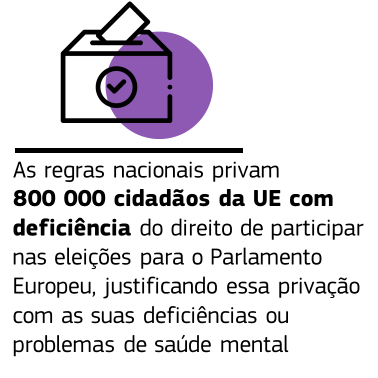 As regras nacionais privam
800 000 cidadãos da UE com
deficiência do direito de participar
nas eleições para o Parlamento
Europeu, justificando essa privação
com as suas deficiências ou
problemas de saúde mental